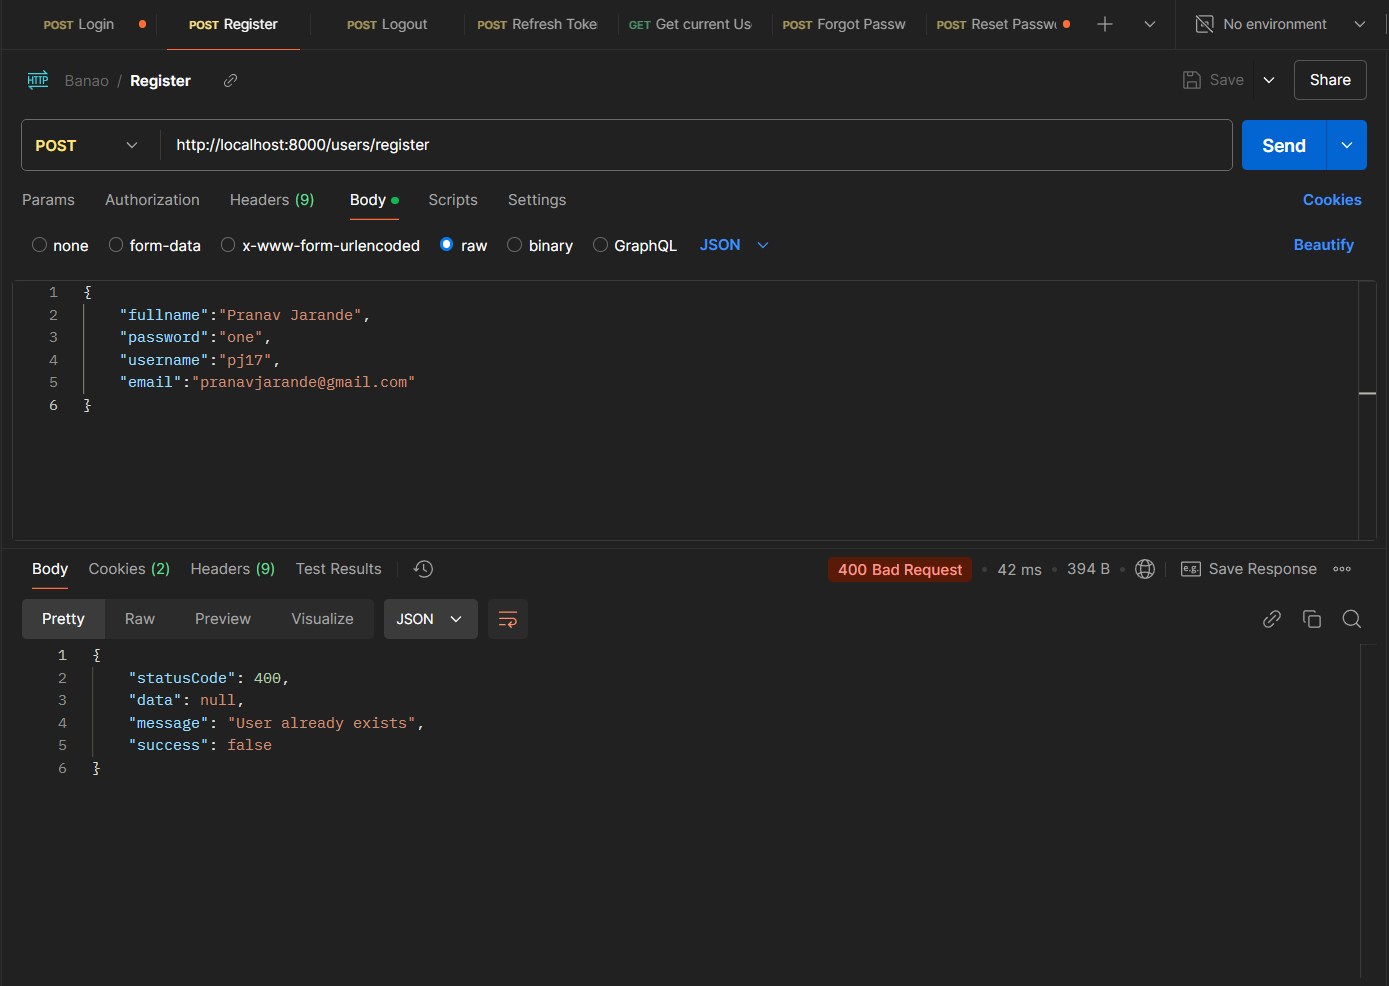 POST Login POST Register POST Logout POST Refresh Toke GET Get current Us POST Forgot Passw POST Reset Passw No environment
HTTP Banao / Register Save Share
POST http://localhost:8000/users/register Send
Params Authorization Headers (9) Body Scripts Settings Cookies
none form-data x-www-form-urlencoded raw binary GraphQL JSON Beautify
1 {
2 "fullname":"Pranav Jarande",
3 "password":"one",
4 "username":"pj17",
5 "email":"pranavjarande@gmail.com"
6 }
Body Cookies (2) Headers (9) Test Results 400 Bad Request 42 ms 394 B e.g. Save Response
Pretty Raw Preview Visualize JSON
1 {
2 "statusCode": 400,
3 "data": null,
4 "message": "User already exists",
5 "success": false
6 }